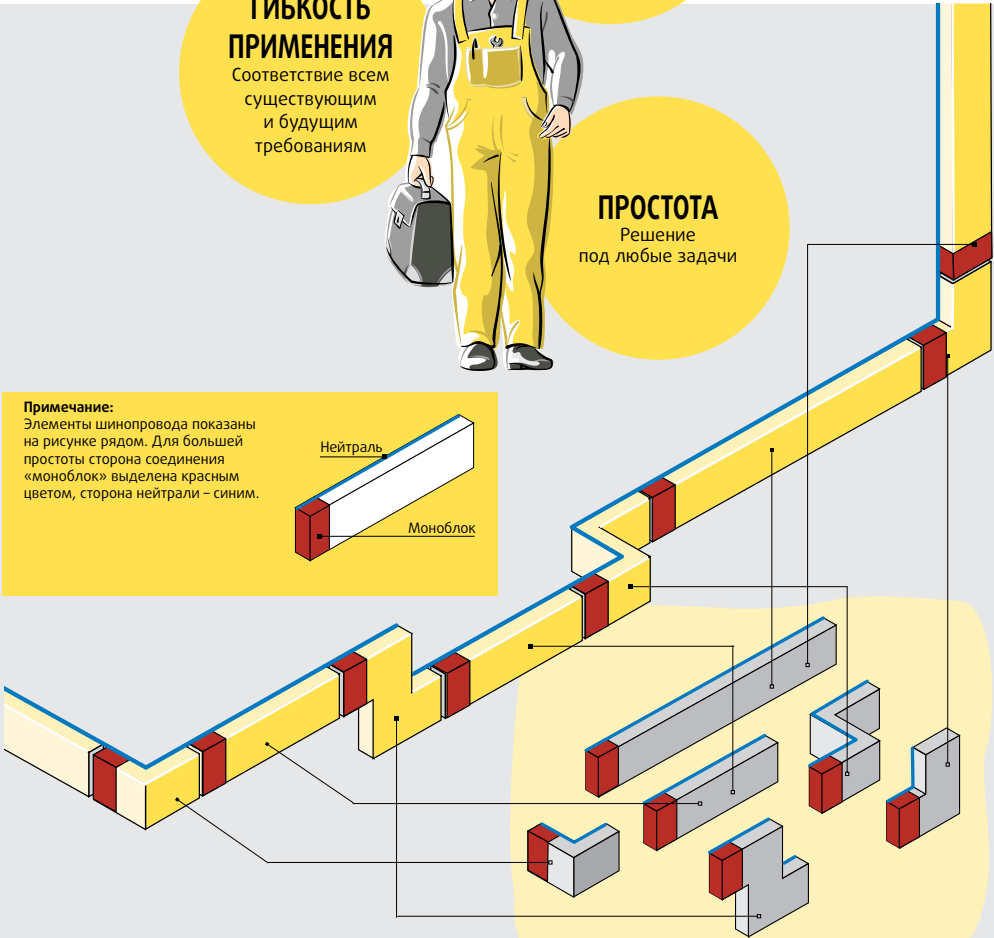 ГИБКОСТЬ
ПРИМЕНЕНИЯ
Соответствие всем
существующим
и будущим
требованиям
ПРОСТОТА
Решение
под любые задачи
Примечание:
Элементы шинопровода показаны
на рисунке рядом. Для большей
простоты сторона соединения
«моноблок» выделена красным
цветом, сторона нейтрали – синим.
Нейтраль
Моноблок